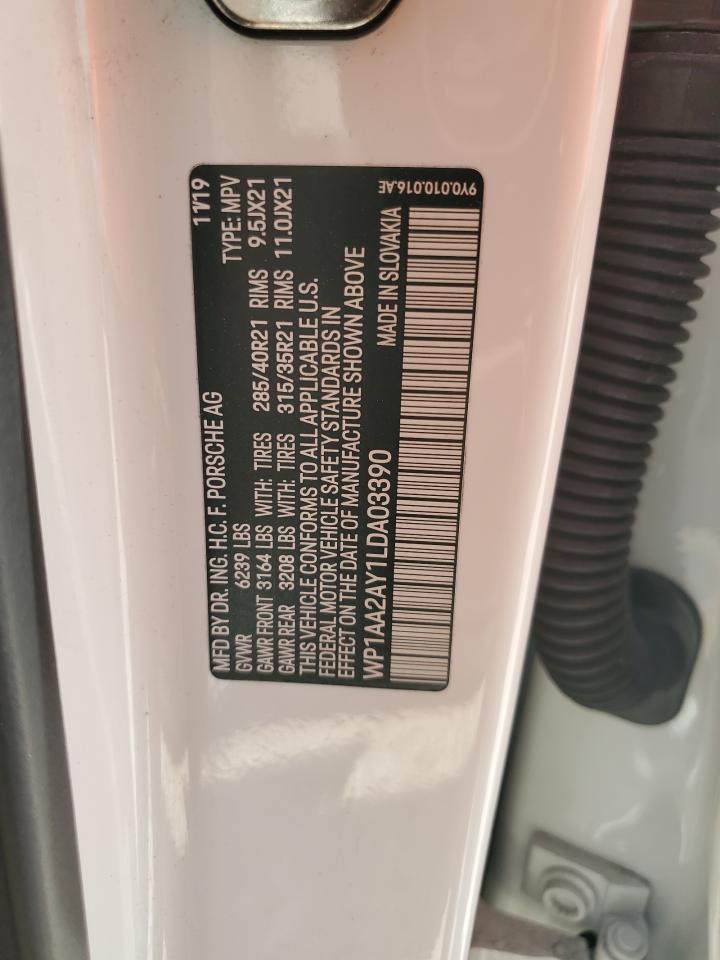 MFD BY DR. ING. H.C. F. PORSCHE AG 11/19
GVWR 6239 LBS TYPE: MPV
GAWR FRONT 3164 LBS WITH: TIRES 285/40R21 RIMS 9.5JX21
GAWR REAR 3208 LBS WITH: TIRES 315/35R21 RIMS 11.0JX21
THIS VEHICLE CONFORMS TO ALL APPLICABLE U.S.
FEDERAL MOTOR VEHICLE SAFETY STANDARDS IN
EFFECT ON THE DATE OF MANUFACTURE SHOWN ABOVE
WP1AA2AY1LDA03390 MADE IN SLOVAKIA
9Y0.010.016.AE